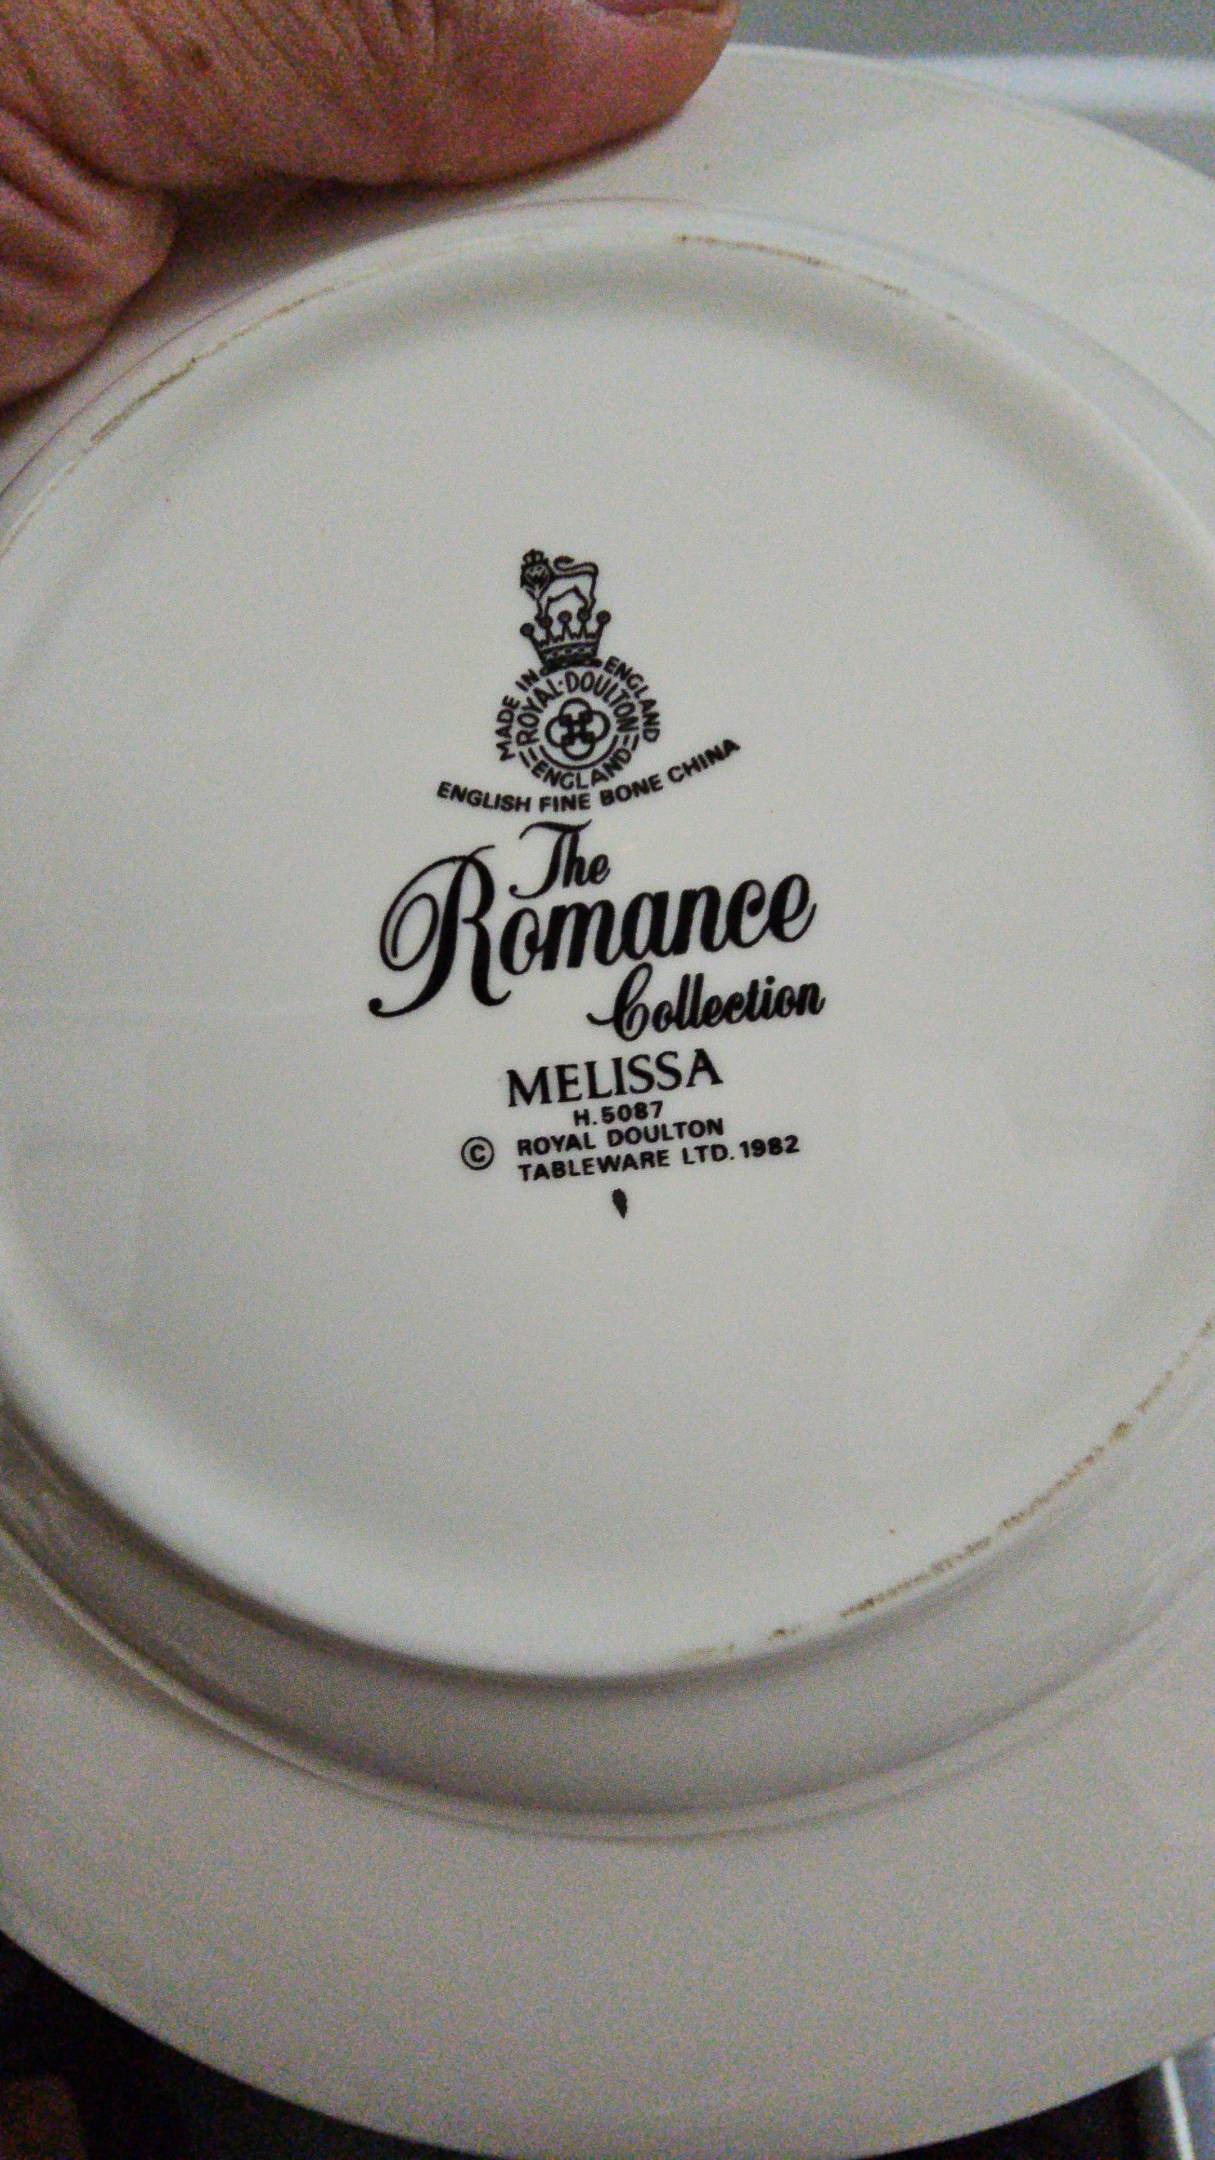 MADE IN ENGLAND
ROYAL·DOULTON
ENGLAND
ENGLISH FINE BONE CHINA
The
Romance
Collection
MELISSA
H.5087
© ROYAL DOULTON
TABLEWARE LTD. 1982